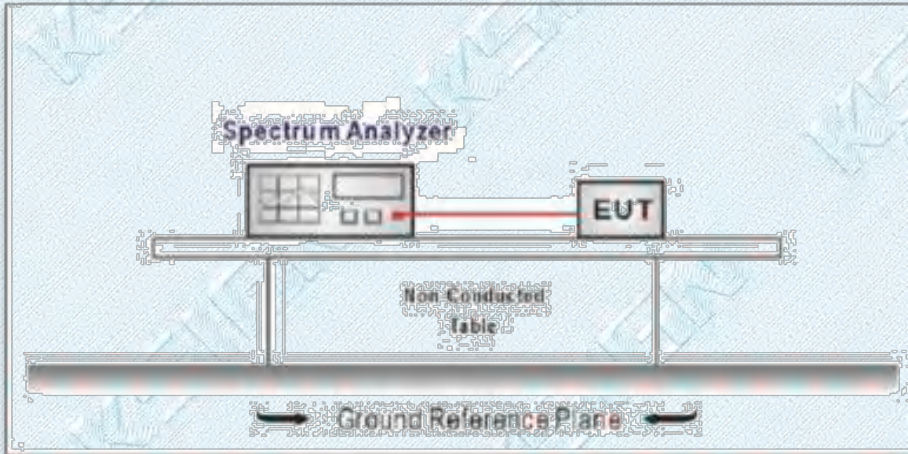 Spectrum Analyzer
EUT
Non Conducted
Table
Ground Reference Plane